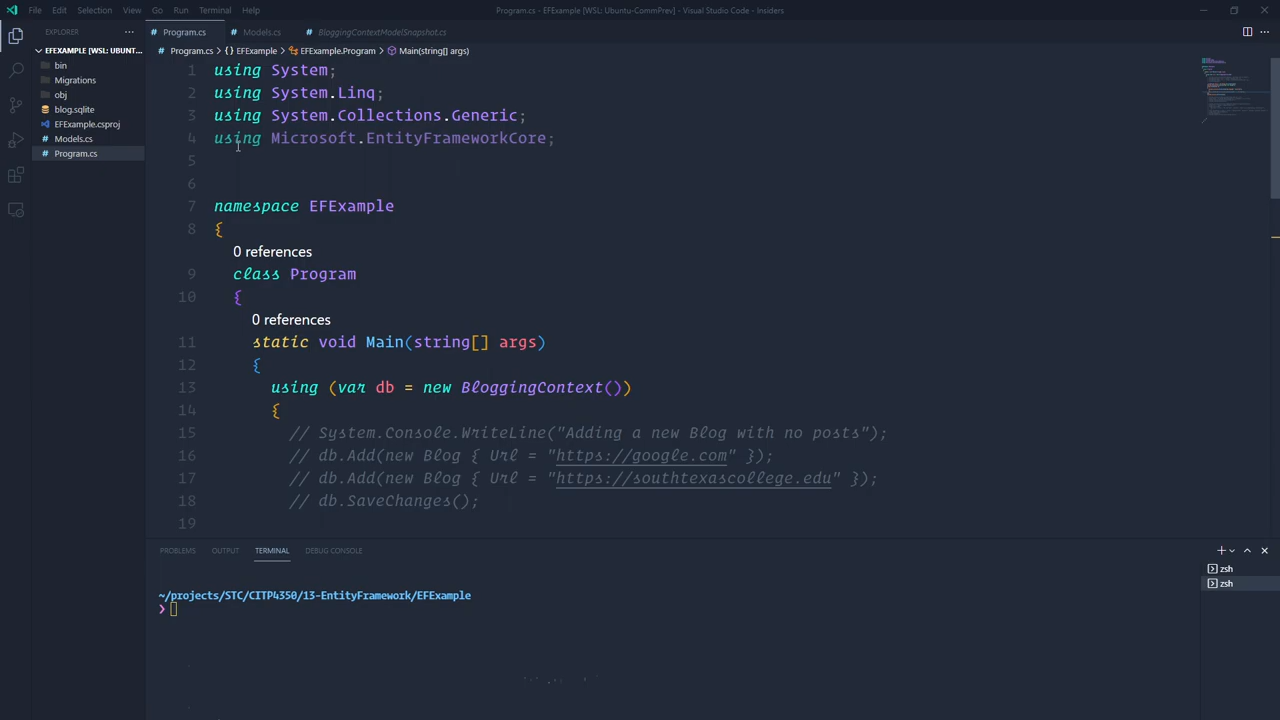 File Edit Selection View Go Run Terminal Help
Program.cs - EFExample [WSL: Ubuntu-CommPrev] - Visual Studio Code - Insiders
EXPLORER
EFEXAMPLE [WSL: UBUNT...
bin
Migrations
obj
blog.sqlite
EFExample.csproj
Models.cs
Program.cs
Program.cs Models.cs BloggingContextModelSnapshot.cs
Program.cs > {} EFExample > EFExample.Program > Main(string[] args)
1 using System;
2 using System.Linq;
3 using System.Collections.Generic;
4 using Microsoft.EntityFrameworkCore;
5
6
7 namespace EFExample
8 {
0 references
9 class Program
10 {
0 references
11 static void Main(string[] args)
12 {
13 using (var db = new BloggingContext())
14 {
15 // System.Console.WriteLine("Adding a new Blog with no posts");
16 // db.Add(new Blog { Url = "https://google.com" });
17 // db.Add(new Blog { Url = "https://southtexascollege.edu" });
18 // db.SaveChanges();
19
PROBLEMS OUTPUT TERMINAL DEBUG CONSOLE
~/projects/STC/CITP4350/13-EntityFramework/EFExample
❯
zsh
zsh